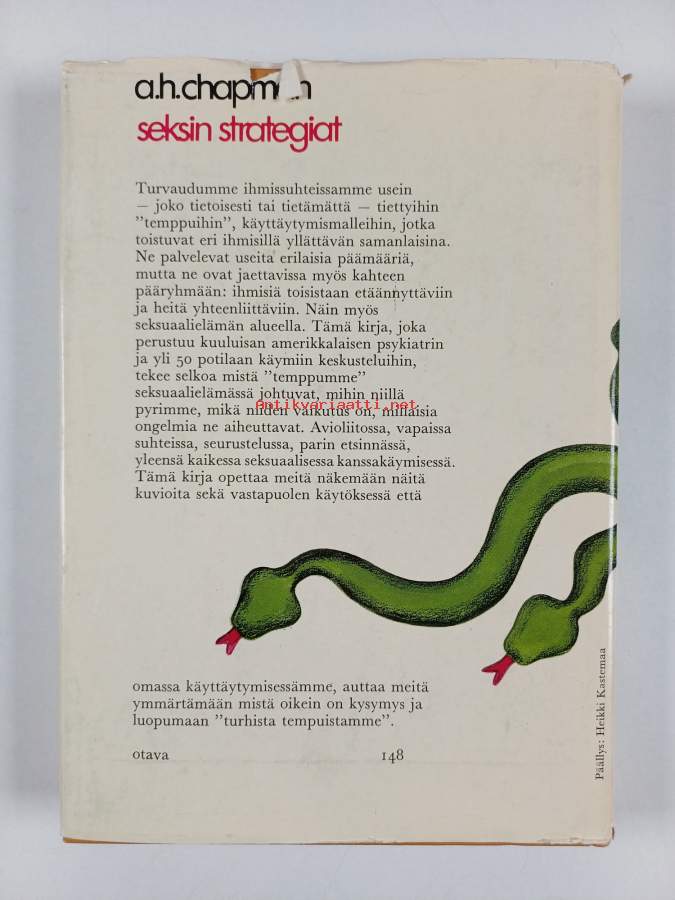 a.h.chapman
seksin strategiat
Turvaudumme ihmissuhteissamme usein
— joko tietoisesti tai tietämättä — tiettyihin
”temppuihin”, käyttäytymismalleihin, jotka
toistuvat eri ihmisillä yllättävän samanlaisina.
Ne palvelevat useita erilaisia päämääriä,
mutta ne ovat jaettavissa myös kahteen
pääryhmään: ihmisiä toisistaan etäännyttäviin
ja heitä yhteenliittäviin. Näin myös
seksuaalielämän alueella. Tämä kirja, joka
perustuu kuuluisan amerikkalaisen psykiatrin
ja yli 50 potilaan käymiin keskusteluihin,
tekee selkoa mistä ”temppumme”
seksuaalielämässä johtuvat, mihin niillä
Antikvariaatti.net
pyrimme, mikä niiden vaikutus on, millaisia
ongelmia ne aiheuttavat. Avioliitossa, vapaissa
suhteissa, seurustelussa, parin etsinnässä,
yleensä kaikessa seksuaalisessa kanssakäymisessä.
Tämä kirja opettaa meitä näkemään näitä
kuvioita sekä vastapuolen käytöksessä että
omassa käyttäytymisessämme, auttaa meitä
ymmärtämään mistä oikein on kysymys ja
luopumaan ”turhista tempuistamme”.
otava 148
Päällys: Heikki Kastemaa